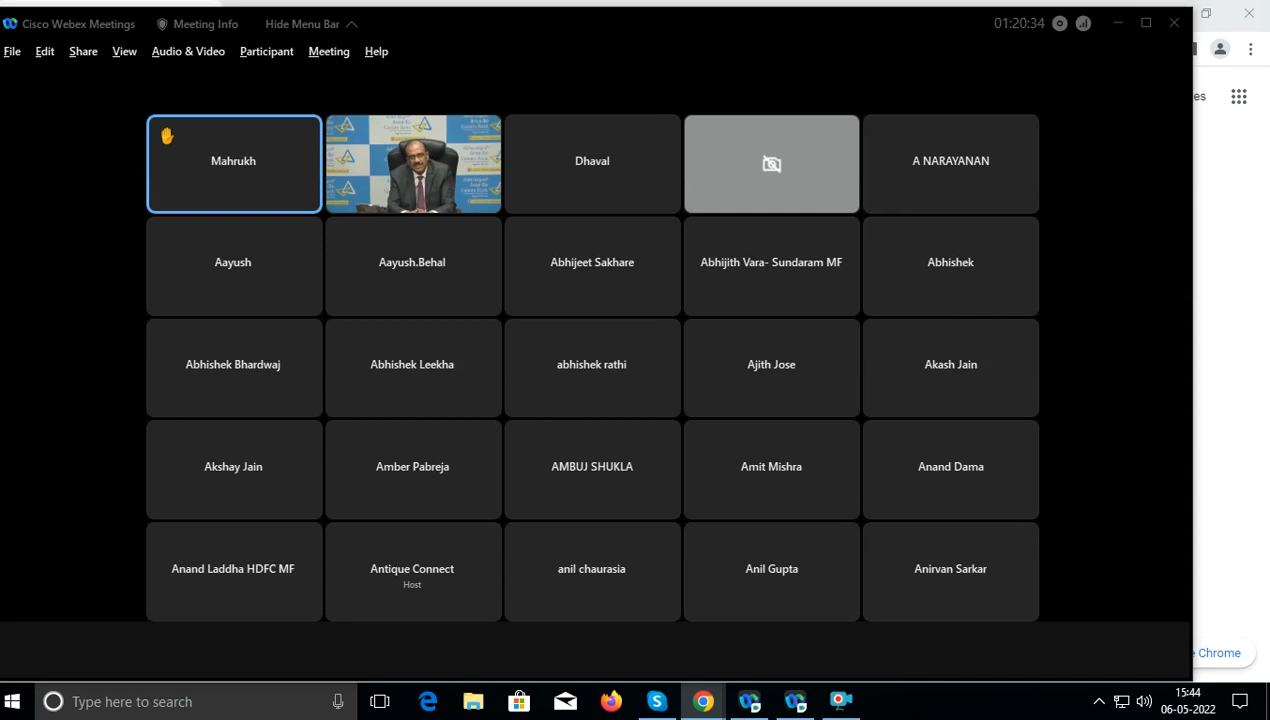 Cisco Webex Meetings Meeting Info Hide Menu Bar 01:20:34
File Edit Share View Audio & Video Participant Meeting Help
es
Mahrukh
Dhaval
A NARAYANAN
Aayush
Aayush.Behal
Abhijeet Sakhare
Abhijith Vara- Sundaram MF
Abhishek
Abhishek Bhardwaj
Abhishek Leekha
abhishek rathi
Ajith Jose
Akash Jain
Akshay Jain
Amber Pabreja
AMBUJ SHUKLA
Amit Mishra
Anand Dama
Anand Laddha HDFC MF
Antique Connect
Host
anil chaurasia
Anil Gupta
Anirvan Sarkar
e Chrome
Type here to search
15:44
06-05-2022